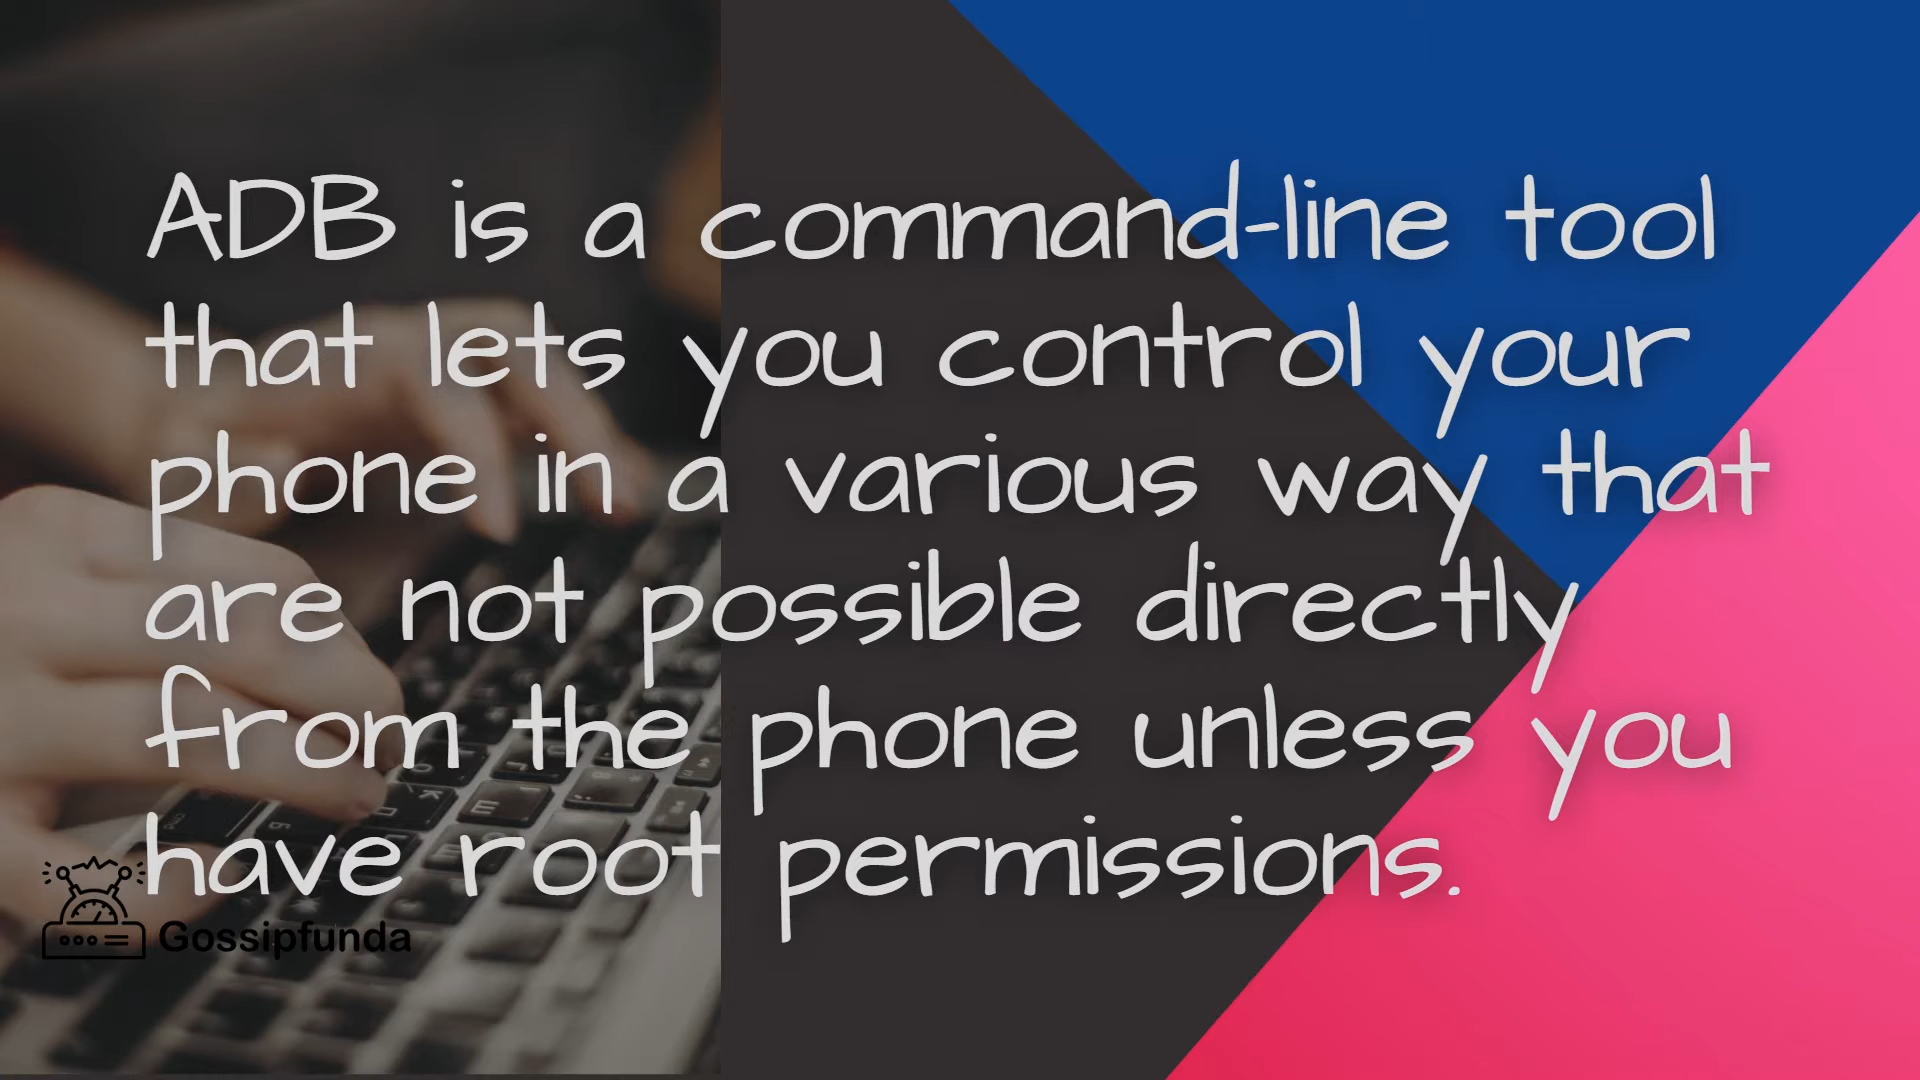 ADB is a command-line tool
that lets you control your
phone in a various way that
are not possible directly
from the phone unless you
have root permissions.
Gossipfunda